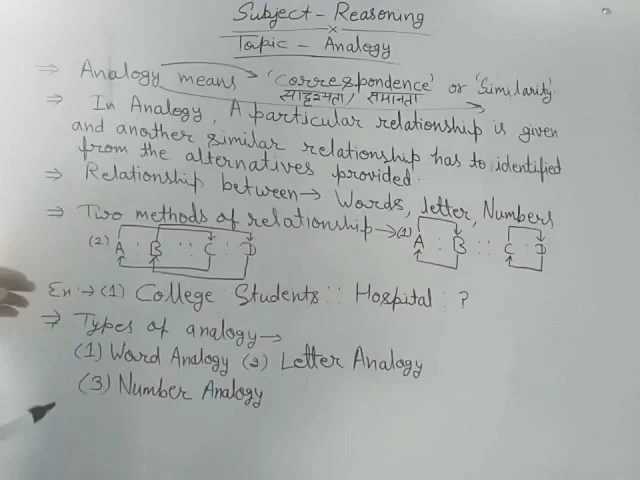 Subject - Reasoning
×
Topic - Analogy
⇒ Analogy means → 'Correspondence' or 'Similarity'
सादृश्यता / समानता
⇒ In Analogy, A particular relationship is given
and another similar relationship has to identified
from the alternatives provided.
⇒ Relationship between → Words, letter, Numbers
⇒ Two methods of relationship → (1) A : B :: C : D
(2) A : B :: C : D
Ex:→ (1) College : Students :: Hospital : ?
⇒ Types of analogy →
(1) Word Analogy (2) Letter Analogy
(3) Number Analogy